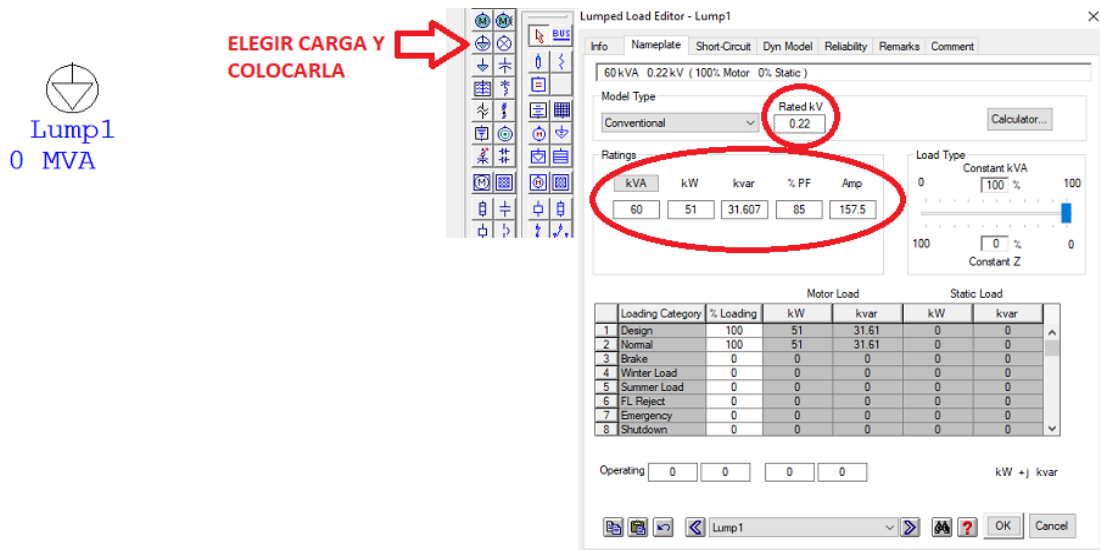 ELEGIR CARGA Y
COLOCARLA
Lump1
0 MVA
BUS
Lumped Load Editor - Lump1
Info Nameplate Short-Circuit Dyn Model Reliability Remarks Comment
60 kVA 0.22 kV ( 100% Motor 0% Static )
Model Type
Conventional
Rated kV
0.22
Calculator...
Ratings
kVA kW kvar % PF Amp
60 51 31.607 85 157.5
Load Type
Constant kVA
0 100 % 100
100 0 % 0
Constant Z
Motor Load Static Load
Loading Category % Loading kW kvar kW kvar
1 Design 100 51 31.61 0 0
2 Normal 100 51 31.61 0 0
3 Brake 0 0 0 0 0
4 Winter Load 0 0 0 0 0
5 Summer Load 0 0 0 0 0
6 FL Reject 0 0 0 0 0
7 Emergency 0 0 0 0 0
8 Shutdown 0 0 0 0 0
Operating 0 0 0 0 kW +j kvar
Lump1 ? OK Cancel